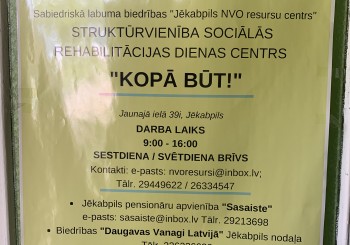 Sabiedriskā labuma biedrības "Jēkabpils NVO resursu centrs"
STRUKTŪRVIENĪBA SOCIĀLĀS
REHABILITĀCIJAS DIENAS CENTRS
"KOPĀ BŪT!"
Jaunajā ielā 39i, Jēkabpils
DARBA LAIKS
9:00 - 16:00
SESTDIENA / SVĒTDIENA BRĪVS
Kontakti: e-pasts: nvoresursi@inbox.lv;
Tālr. 29449622 / 26334547
• Jēkabpils pensionāru apvienība "Sasaiste"
e-pasts: sasaiste@inbox.lv Tālr. 29213698
• Biedrības "Daugavas Vanagi Latvijā" Jēkabpils nodaļa